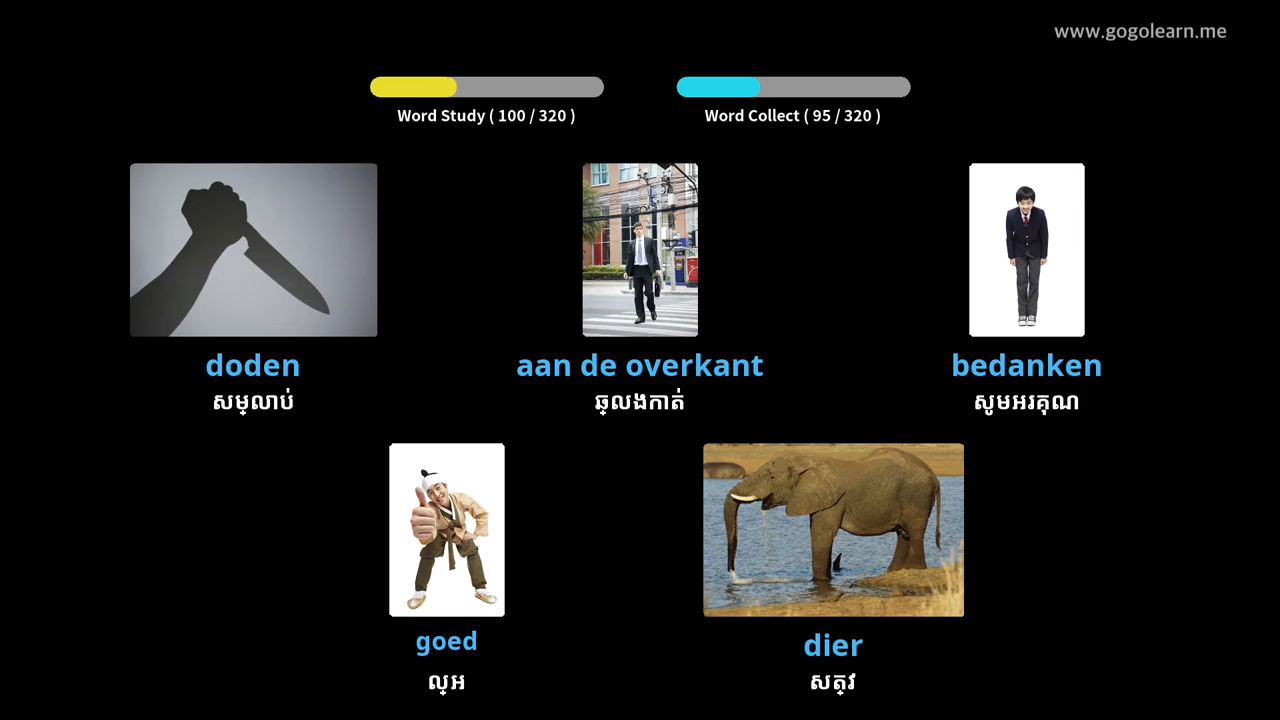 www.gogolearn.me
Word Study ( 100 / 320 )
Word Collect ( 95 / 320 )
doden
aan de overkant
bedanken
សម្លាប់
ឆ្លងកាត់
សូមអរគុណ
goed
dier
ល្អ
សត្វ